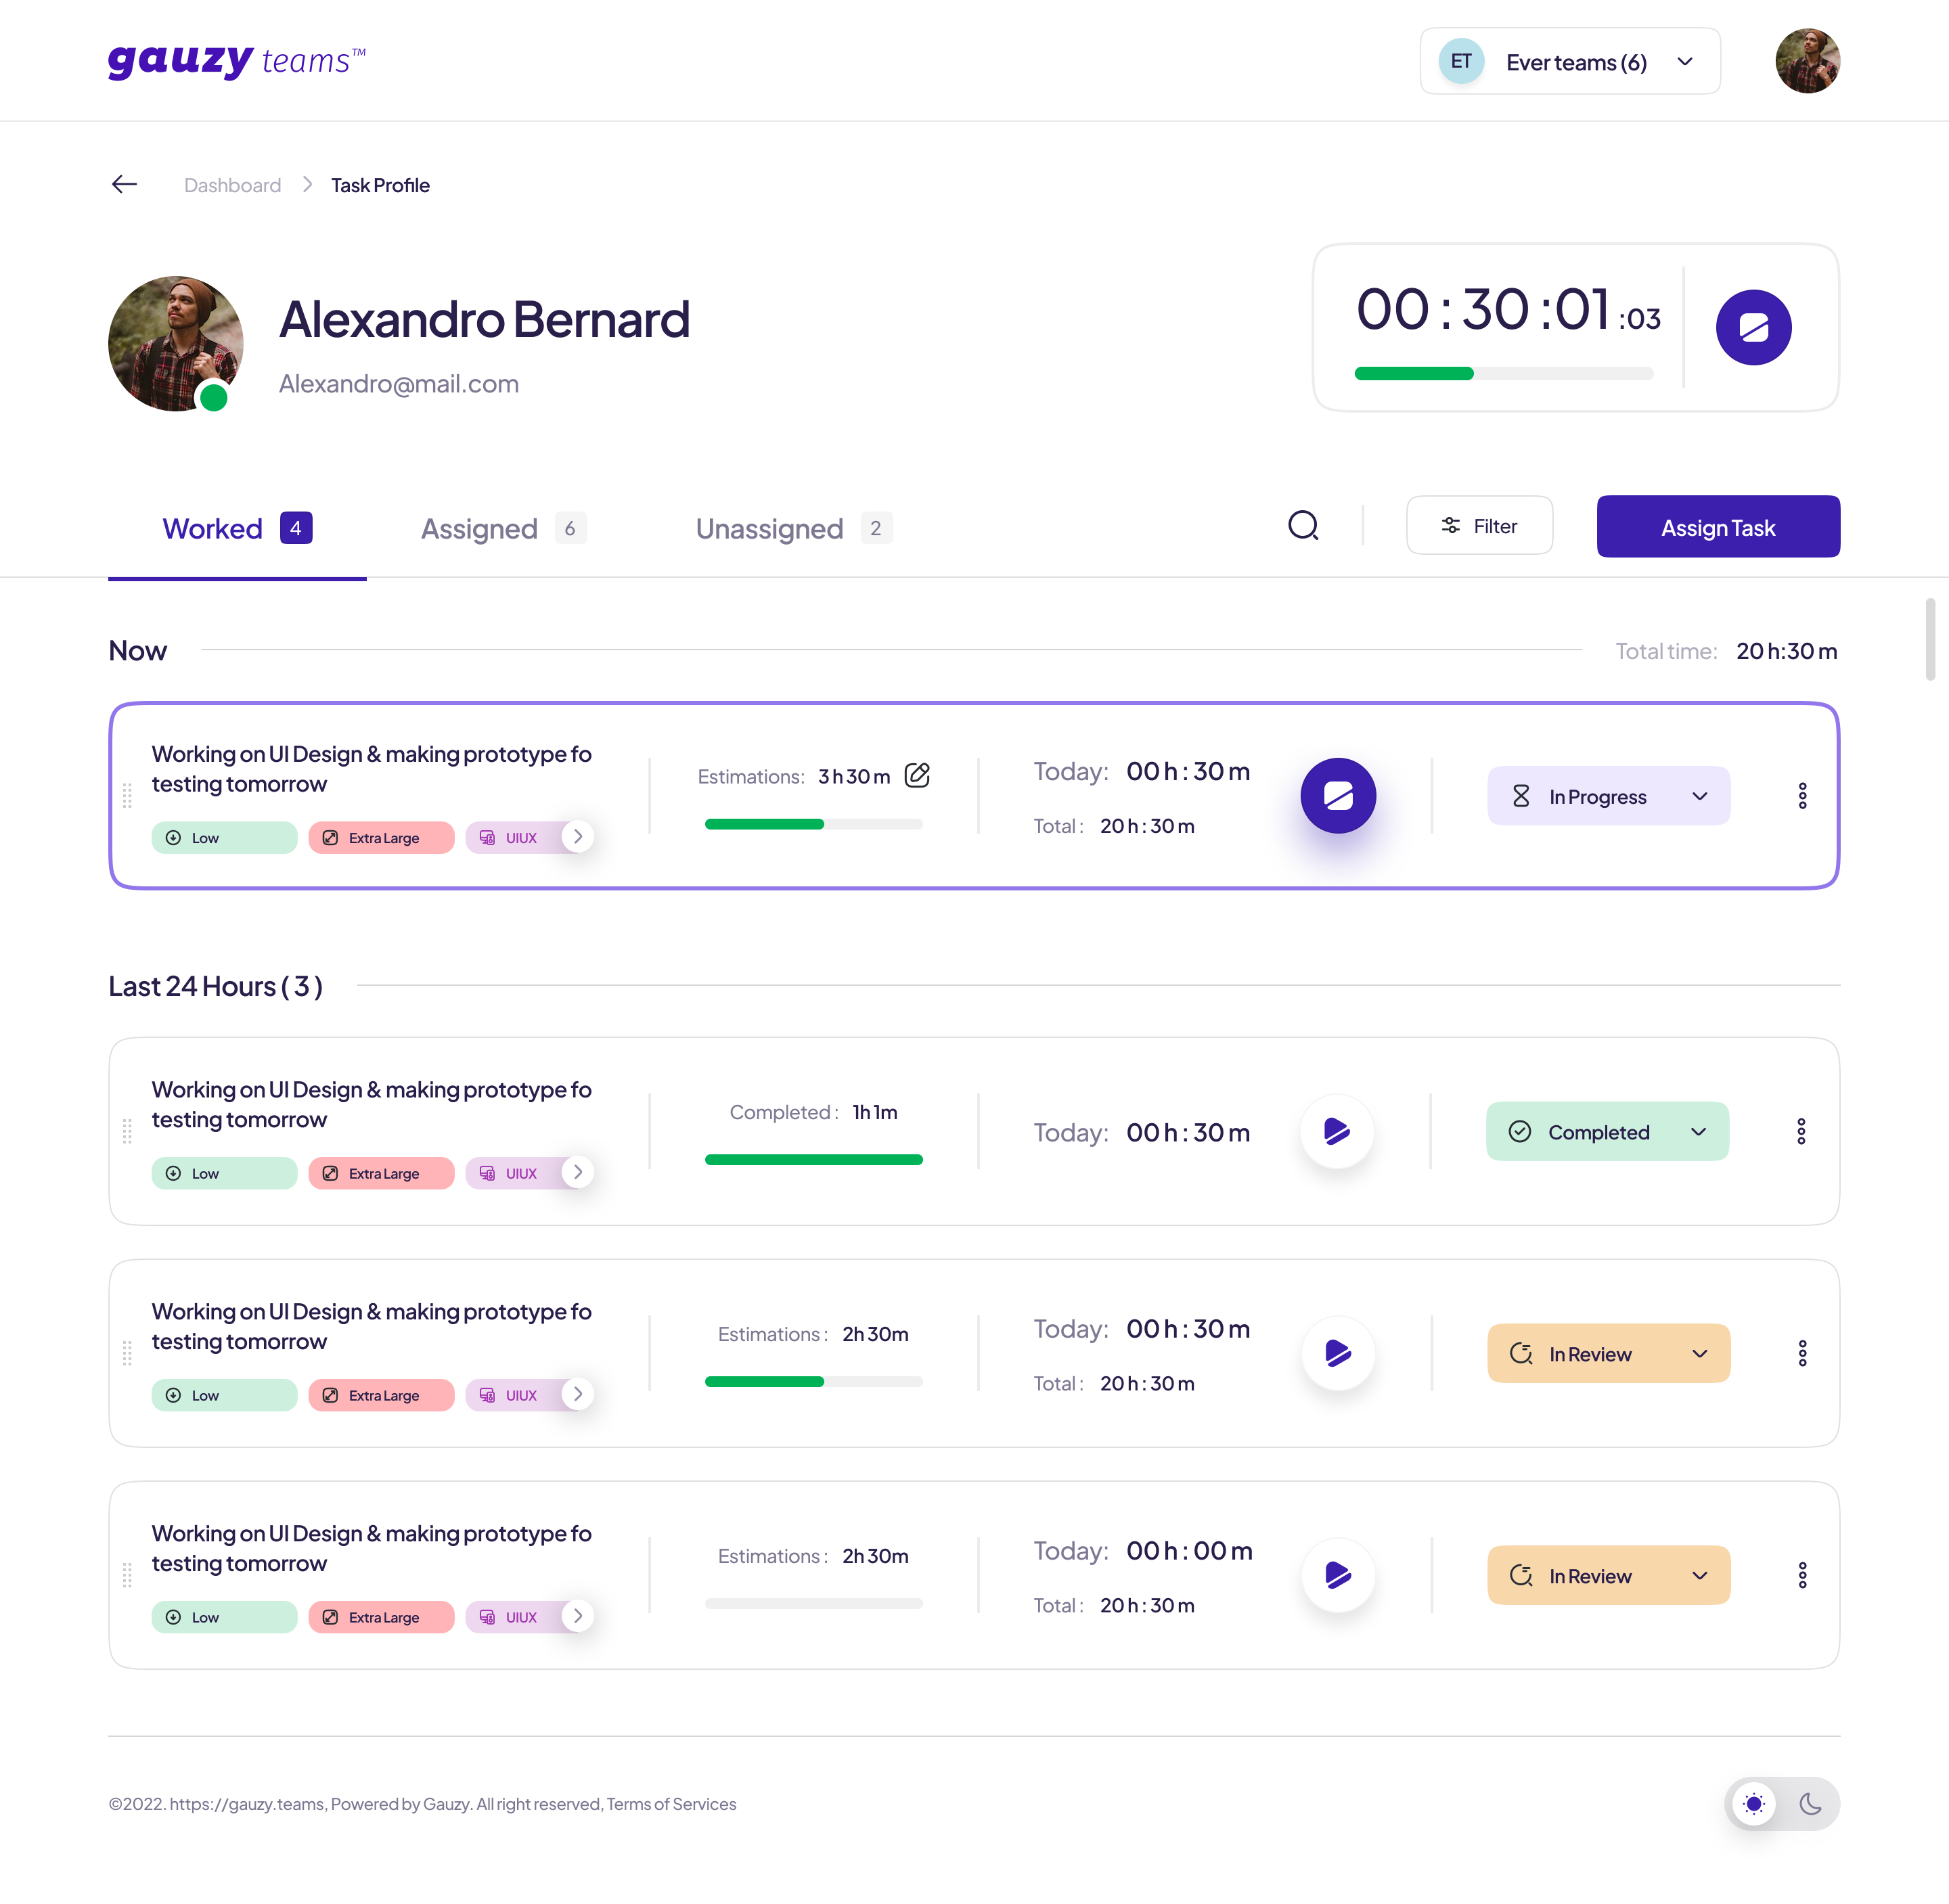 gauzy teams™
ET Ever teams (6)
Dashboard Task Profile
Alexandro Bernard
Alexandro@mail.com
00 : 30 :01 :03
Worked 4 Assigned 6 Unassigned 2 Filter Assign Task
Now Total time: 20 h:30 m
Working on UI Design & making prototype fo
testing tomorrow
Low Extra Large UIUX
Estimations: 3 h 30 m
Today: 00 h : 30 m
Total : 20 h : 30 m
In Progress
Last 24 Hours ( 3 )
Working on UI Design & making prototype fo
testing tomorrow
Low Extra Large UIUX
Completed : 1h 1m
Today: 00 h : 30 m
Completed
Working on UI Design & making prototype fo
testing tomorrow
Low Extra Large UIUX
Estimations : 2h 30m
Today: 00 h : 30 m
Total : 20 h : 30 m
In Review
Working on UI Design & making prototype fo
testing tomorrow
Low Extra Large UIUX
Estimations : 2h 30m
Today: 00 h : 00 m
Total : 20 h : 30 m
In Review
©2022. https://gauzy.teams, Powered by Gauzy. All right reserved, Terms of Services